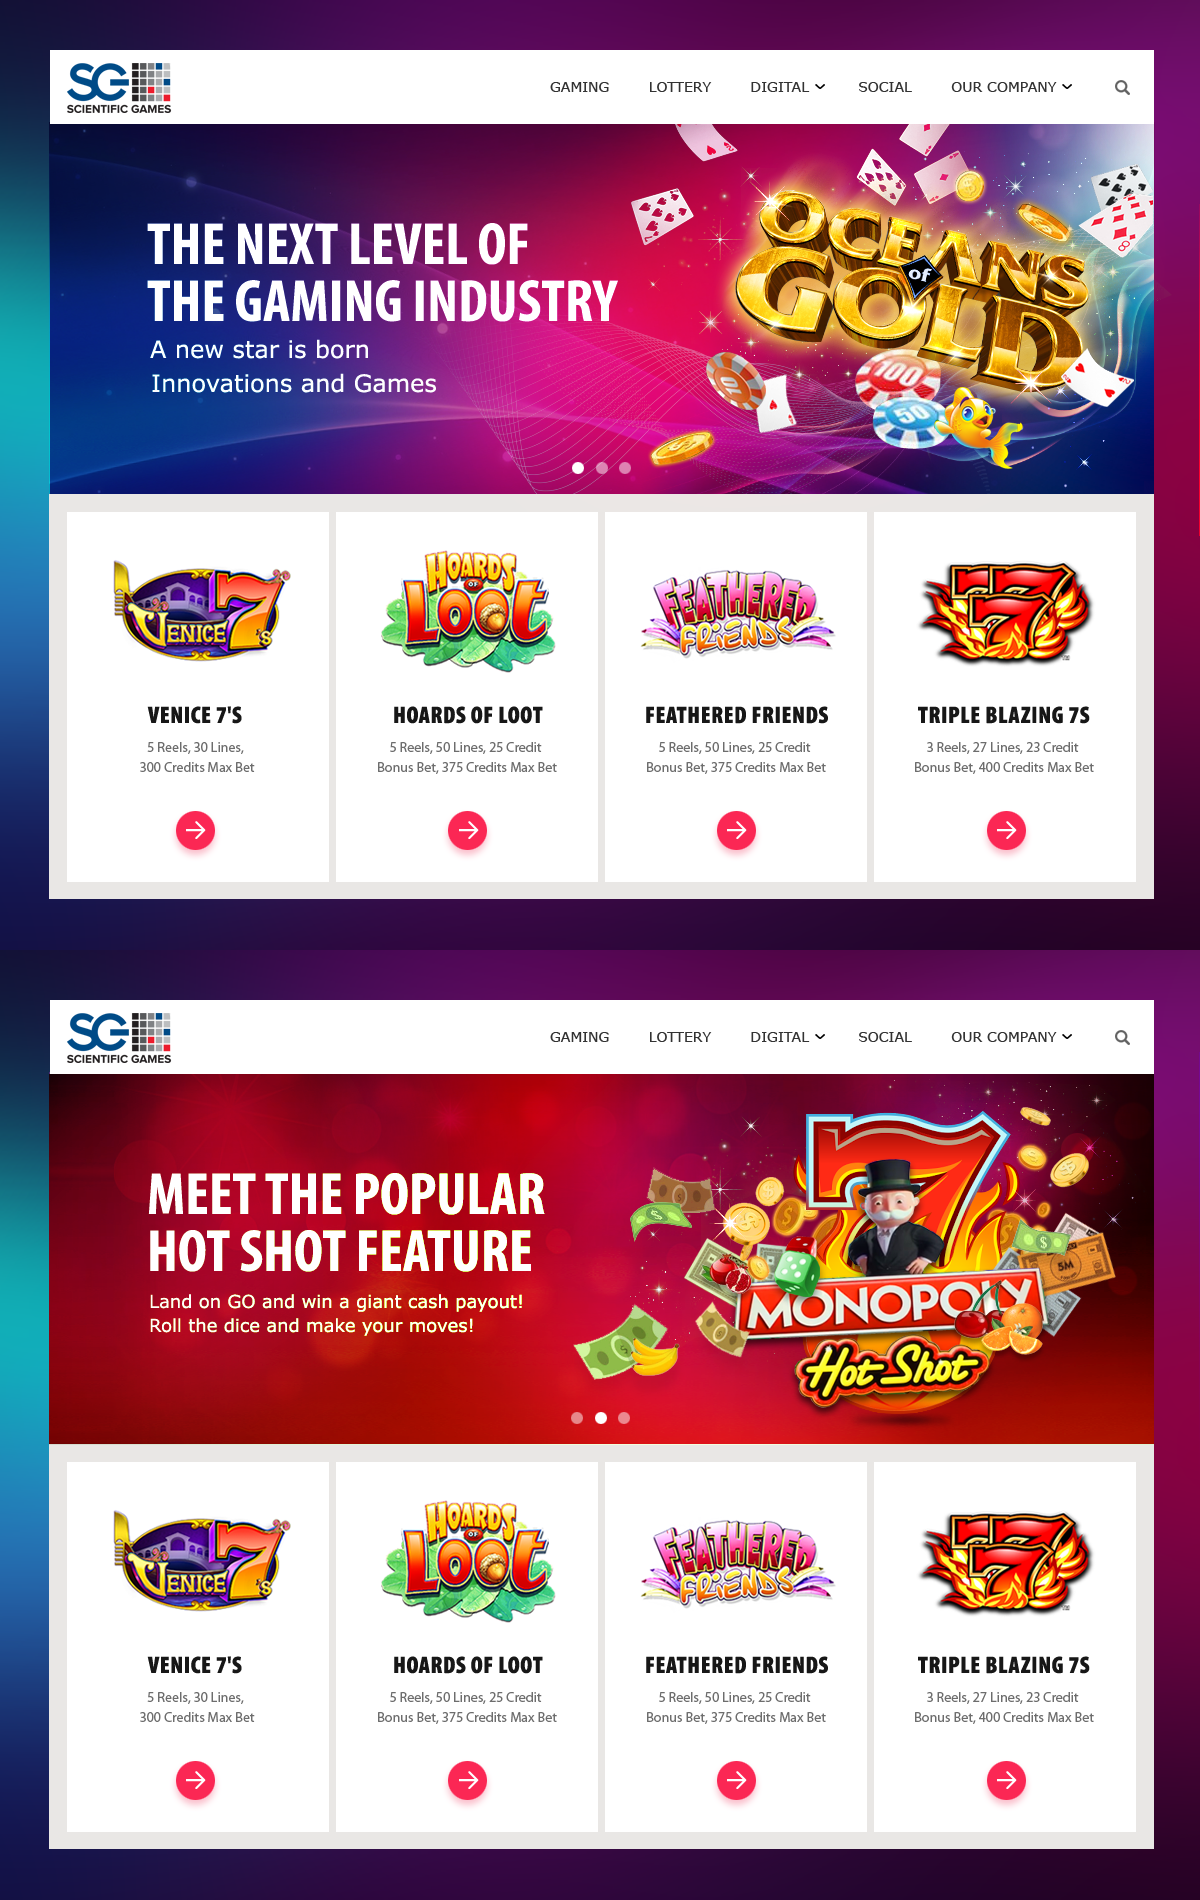 SG
SCIENTIFIC GAMES
GAMING LOTTERY DIGITAL SOCIAL OUR COMPANY
THE NEXT LEVEL OF
THE GAMING INDUSTRY
A new star is born
Innovations and Games
OCEANS
of
GOLD
10
100
50
8
VENICE 7's
HOARDS
OF
LOOT
FEATHERED
FRIENDS
777
VENICE 7'S
5 Reels, 30 Lines,
300 Credits Max Bet
HOARDS OF LOOT
5 Reels, 50 Lines, 25 Credit
Bonus Bet, 375 Credits Max Bet
FEATHERED FRIENDS
5 Reels, 50 Lines, 25 Credit
Bonus Bet, 375 Credits Max Bet
TRIPLE BLAZING 7S
3 Reels, 27 Lines, 23 Credit
Bonus Bet, 400 Credits Max Bet
SG
SCIENTIFIC GAMES
GAMING LOTTERY DIGITAL SOCIAL OUR COMPANY
MEET THE POPULAR
HOT SHOT FEATURE
Land on GO and win a giant cash payout!
Roll the dice and make your moves!
7
5M
MONOPOLY
Hot Shot
VENICE 7's
HOARDS
OF
LOOT
FEATHERED
FRIENDS
777
VENICE 7'S
5 Reels, 30 Lines,
300 Credits Max Bet
HOARDS OF LOOT
5 Reels, 50 Lines, 25 Credit
Bonus Bet, 375 Credits Max Bet
FEATHERED FRIENDS
5 Reels, 50 Lines, 25 Credit
Bonus Bet, 375 Credits Max Bet
TRIPLE BLAZING 7S
3 Reels, 27 Lines, 23 Credit
Bonus Bet, 400 Credits Max Bet